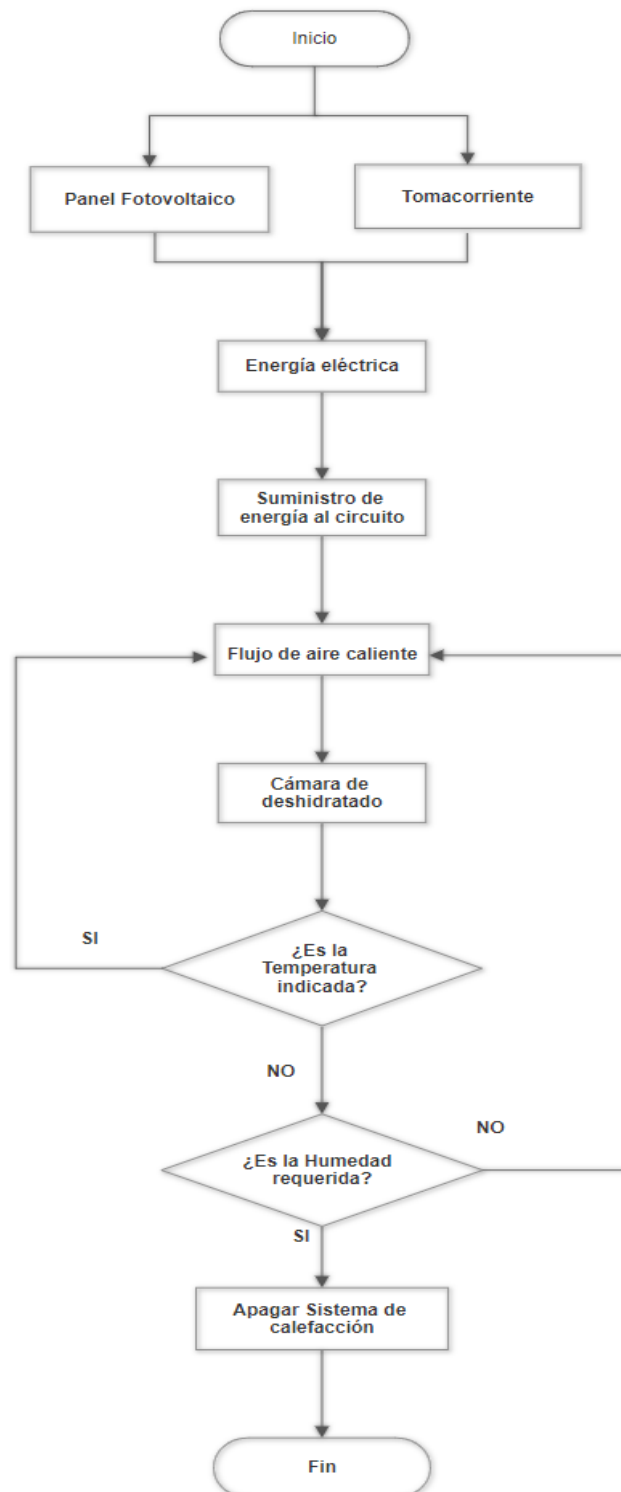 Inicio
Panel Fotovoltaico
Tomacorriente
Energía eléctrica
Suministro de
energía al circuito
Flujo de aire caliente
Cámara de
deshidratado
SI
¿Es la
Temperatura
indicada?
NO
NO
¿Es la Humedad
requerida?
SI
Apagar Sistema de
calefacción
Fin